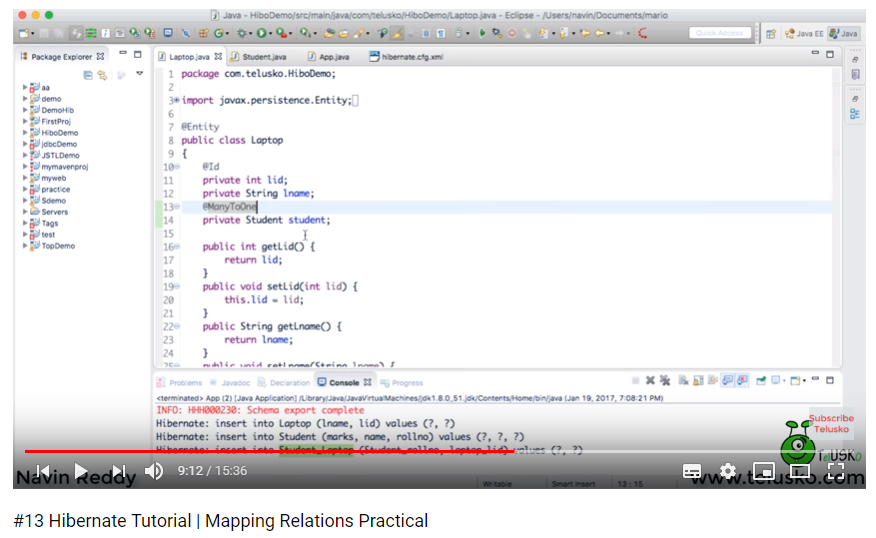 Java - HiboDemo/src/main/java/com/telusko/HiboDemo/Laptop.java - Eclipse - /Users/navin/Documents/mario
Quick Access
Java EE
Java
Package Explorer
Laptop.java
Student.java
App.java
hibernate.cfg.xml
aa
demo
DemoHib
FirstProj
HiboDemo
jdbcDemo
JSTLDemo
mymavenproj
myweb
practice
Sdemo
Servers
Tags
test
TopDemo
1 package com.telusko.HiboDemo;
2
3 import javax.persistence.Entity;
6
7 @Entity
8 public class Laptop
9 {
10 @Id
11 private int lid;
12 private String lname;
13 @ManyToOne
14 private Student student;
15
16 public int getLid() {
17 return lid;
18 }
19 public void setLid(int lid) {
20 this.lid = lid;
21 }
22 public String getLname() {
23 return lname;
24 }
25 public void setLname(String lname) {
Problems
Javadoc
Declaration
Console
Progress
<terminated> App (2) [Java Application] /Library/Java/JavaVirtualMachines/jdk1.8.0_51.jdk/Contents/Home/bin/java (Jan 19, 2017, 7:08:21 PM)
INFO: HHH000230: Schema export complete
Hibernate: insert into Laptop (lname, lid) values (?, ?)
Hibernate: insert into Student (marks, name, rollno) values (?, ?, ?)
Hibernate: insert into Student_Laptop (Student_rollno, laptop_lid) values (?, ?)
Subscribe
Telusko
TelUSKO
9:12 / 15:36
Navin Reddy
Writable
Smart Insert
13 : 15
www.telusko.com
#13 Hibernate Tutorial | Mapping Relations Practical